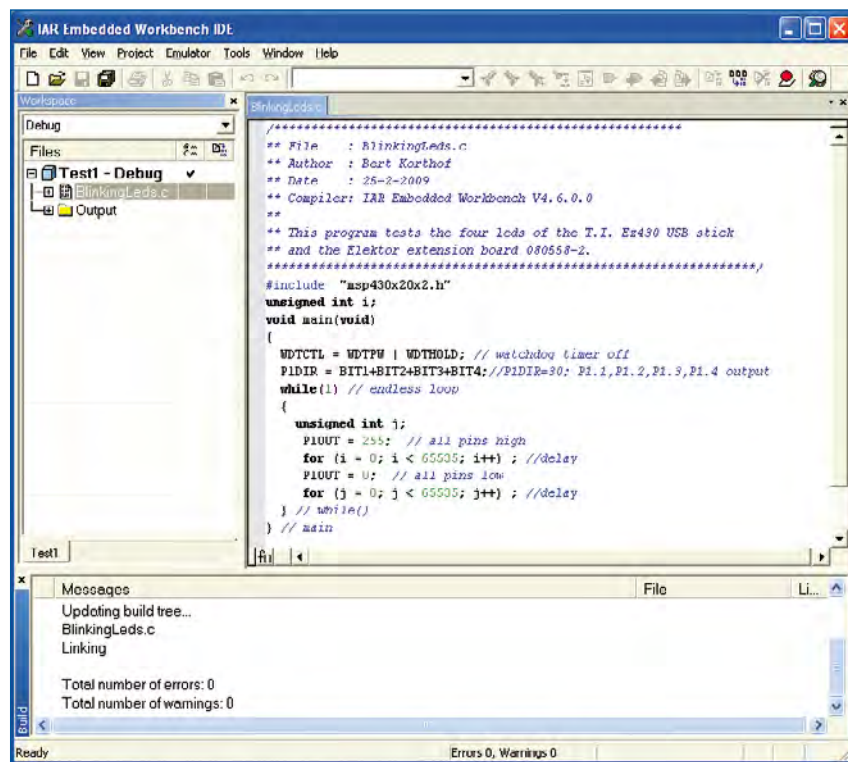 IAR Embedded Workbench IDE
File Edit View Project Emulator Tools Window Help
Workspace
Debug
Files
Test1 - Debug
BlinkingLeds.c
Output
Test1
BlinkingLeds.c
/************************************************************
** File : BlinkingLeds.c
** Author : Bert Korthof
** Date : 25-2-2009
** Compiler: IAR Embedded Workbench V4.6.0.0
**
** This program tests the four leds of the T.I. Ez430 USB stick
** and the Elektor extension board 080558-2.
************************************************************************/
#include "msp430x20x2.h"
unsigned int i;
void main(void)
{
WDTCTL = WDTPW | WDTHOLD; // watchdog timer off
P1DIR = BIT1+BIT2+BIT3+BIT4;//P1DIR=30; P1.1,P1.2,P1.3,P1.4 output
while(1) // endless loop
{
unsigned int j;
P1OUT = 255; // all pins high
for (i = 0; i < 65535; i++) ; //delay
P1OUT = 0; // all pins low
for (j = 0; j < 65535; j++) ; //delay
} // while()
} // main
Messages File Li...
Updating build tree...
BlinkingLeds.c
Linking
Total number of errors: 0
Total number of warnings: 0
Build
Ready Errors 0, Warnings 0